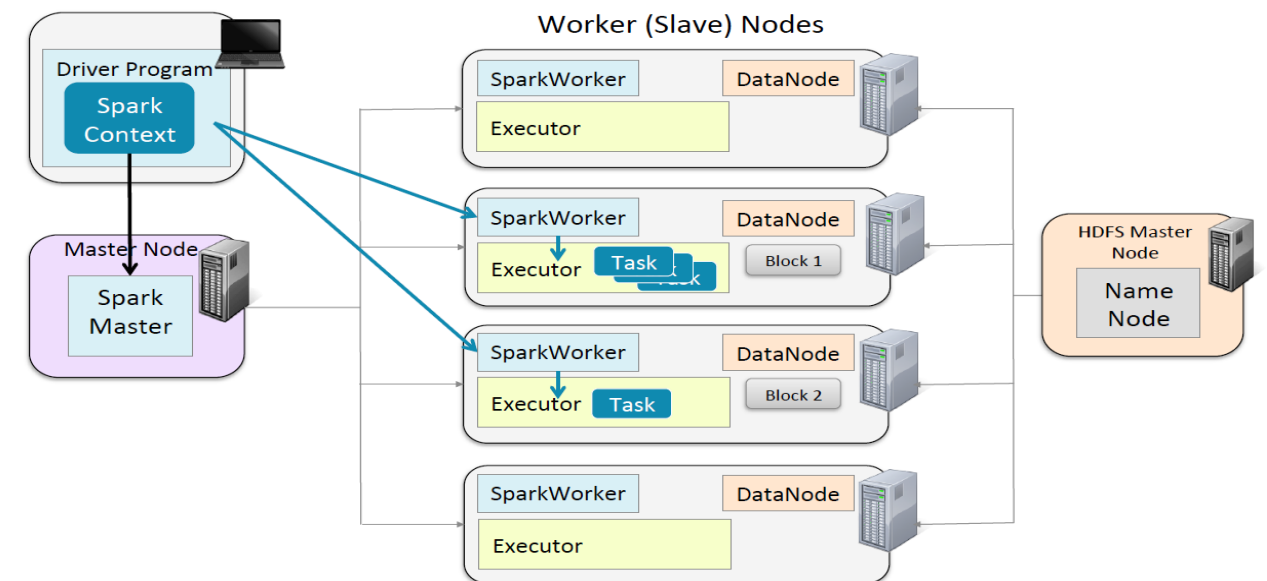 Worker (Slave) Nodes
Driver Program
Spark
Context
Master Node
Spark
Master
SparkWorker
DataNode
Executor
SparkWorker
DataNode
Executor
Task
Task
Block 1
SparkWorker
DataNode
Executor
Task
Block 2
SparkWorker
DataNode
Executor
HDFS Master
Node
Name
Node